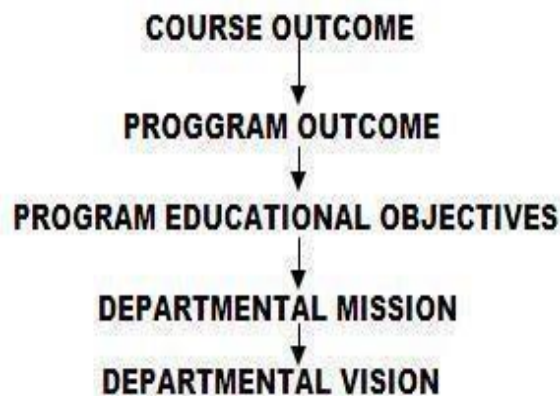 COURSE OUTCOME
PROGGRAM OUTCOME
PROGRAM EDUCATIONAL OBJECTIVES
DEPARTMENTAL MISSION
DEPARTMENTAL VISION